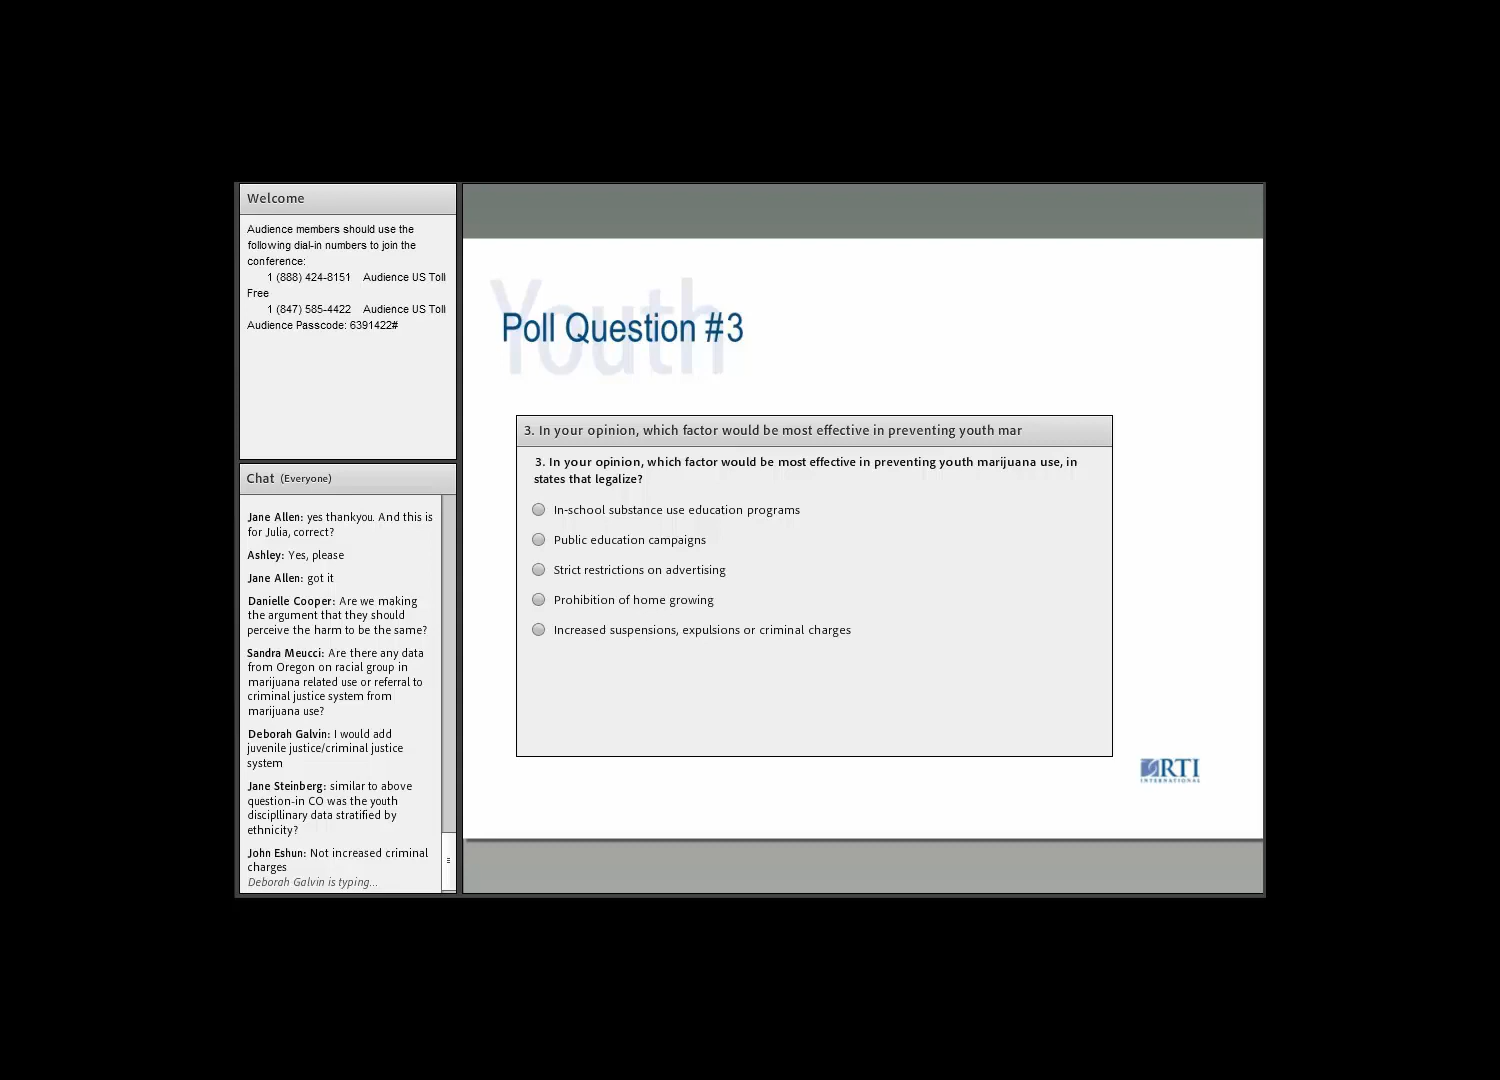 Welcome
Audience members should use the
following dial-in numbers to join the
conference:
1 (888) 424-8151 Audience US Toll
Free
1 (847) 585-4422 Audience US Toll
Audience Passcode: 6391422#
Chat (Everyone)
Jane Allen: yes thankyou. And this is
for Julia, correct?
Ashley: Yes, please
Jane Allen: got it
Danielle Cooper: Are we making
the argument that they should
perceive the harm to be the same?
Sandra Meucci: Are there any data
from Oregon on racial group in
marijuana related use or referral to
criminal justice system from
marijuana use?
Deborah Galvin: I would add
juvenile justice/criminal justice
system
Jane Steinberg: similar to above
question-in CO was the youth
discipllinary data stratified by
ethnicity?
John Eshun: Not increased criminal
charges
Deborah Galvin is typing...
Youth
Poll Question #3
3. In your opinion, which factor would be most effective in preventing youth mar
3. In your opinion, which factor would be most effective in preventing youth marijuana use, in
states that legalize?
In-school substance use education programs
Public education campaigns
Strict restrictions on advertising
Prohibition of home growing
Increased suspensions, expulsions or criminal charges
RTI
INTERNATIONAL